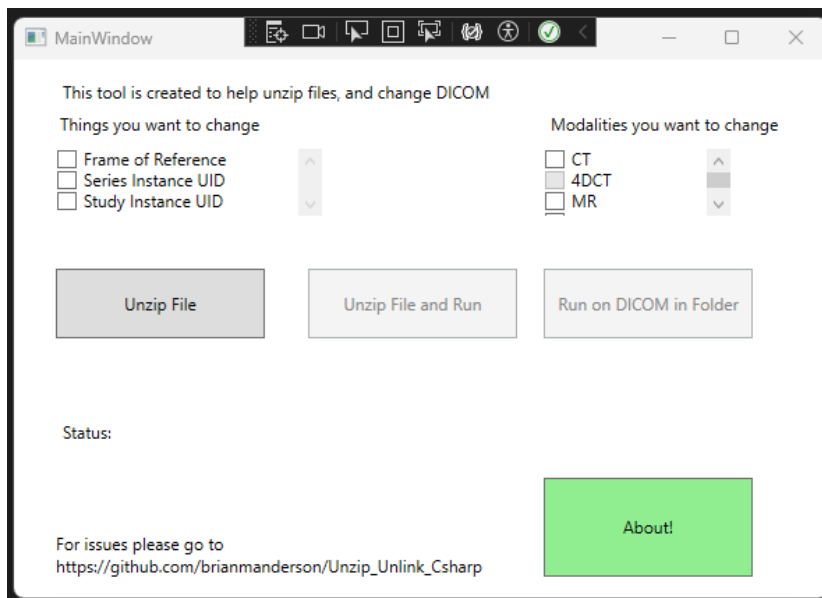 MainWindow
This tool is created to help unzip files, and change DICOM
Things you want to change
Modalities you want to change
Frame of Reference
Series Instance UID
Study Instance UID
CT
4DCT
MR
Unzip File
Unzip File and Run
Run on DICOM in Folder
Status:
About!
For issues please go to
https://github.com/brianmanderson/Unzip_Unlink_Csharp